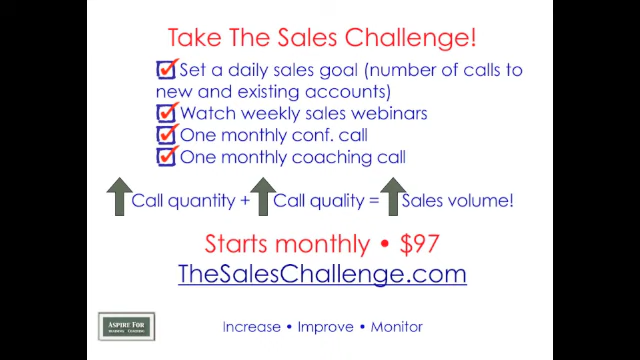 Take The Sales Challenge!
Set a daily sales goal (number of calls to
new and existing accounts)
Watch weekly sales webinars
One monthly conf. call
One monthly coaching call
Call quantity + Call quality = Sales volume!
Starts monthly • $97
TheSalesChallenge.com
ASPIRE FOR
Increase • Improve • Monitor